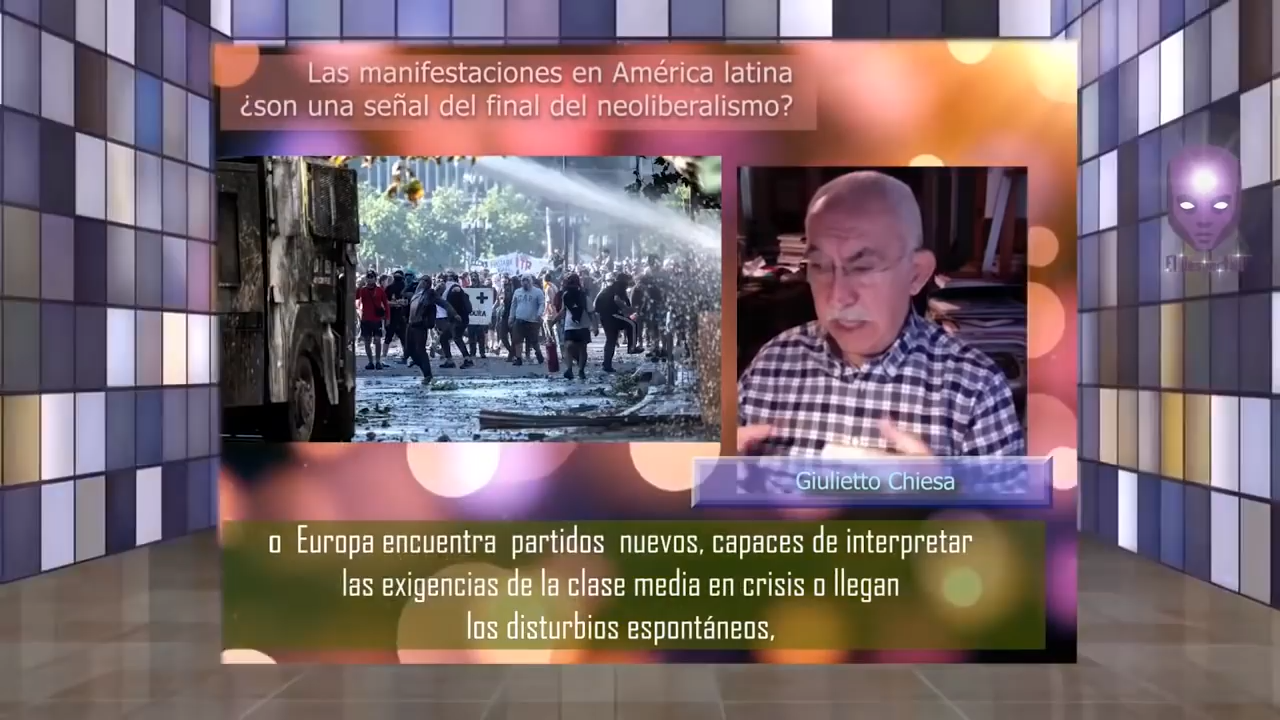 Las manifestaciones en América latina
¿son una señal del final del neoliberalismo?
Giulietto Chiesa
o Europa encuentra partidos nuevos, capaces de interpretar
las exigencias de la clase media en crisis o llegan
los disturbios espontáneos,